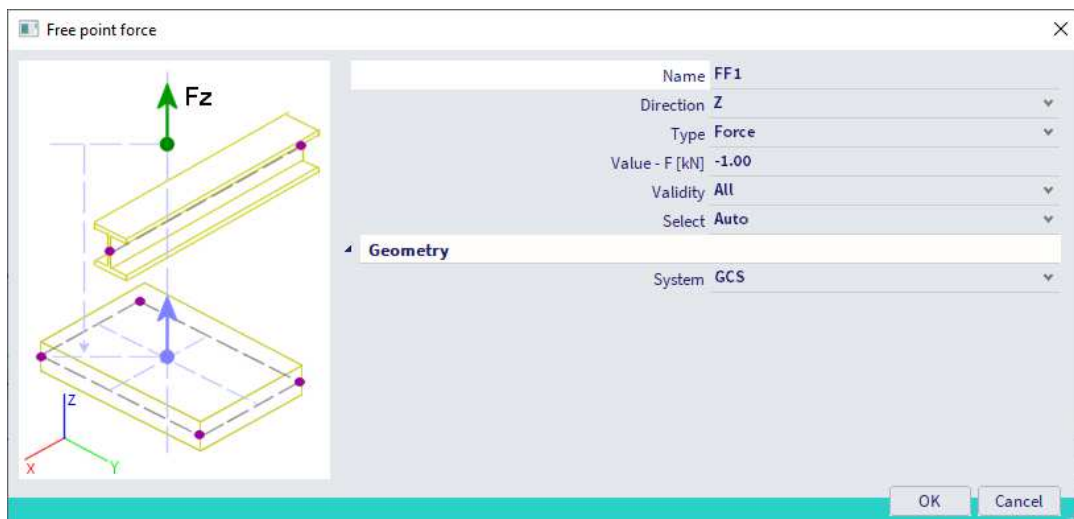 Free point force
Fz
Z
X
Y
Name FF1
Direction Z
Type Force
Value - F [kN] -1.00
Validity All
Select Auto
Geometry
System GCS
OK Cancel